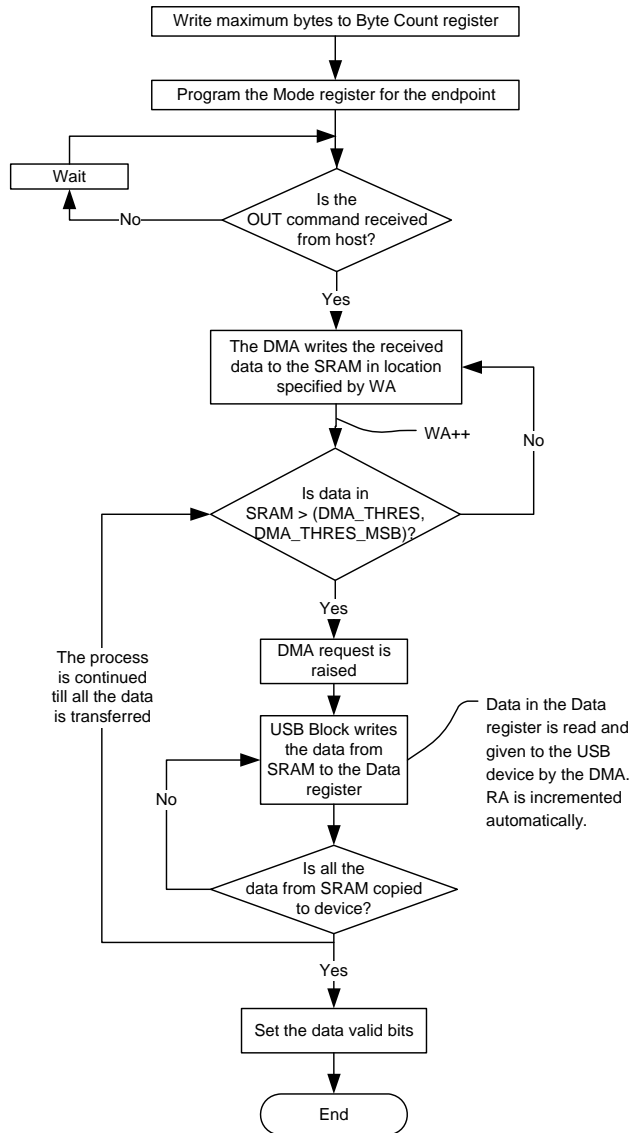 Write maximum bytes to Byte Count register
Program the Mode register for the endpoint
Wait
Is the
OUT command received
from host?
No
Yes
The DMA writes the received
data to the SRAM in location
specified by WA
WA++
No
Is data in
SRAM > (DMA_THRES,
DMA_THRES_MSB)?
Yes
The process
is continued
till all the data
is transferred
DMA request is
raised
USB Block writes
the data from
SRAM to the Data
register
Data in the Data
register is read and
given to the USB
device by the DMA.
RA is incremented
automatically.
No
Is all the
data from SRAM copied
to device?
Yes
Set the data valid bits
End